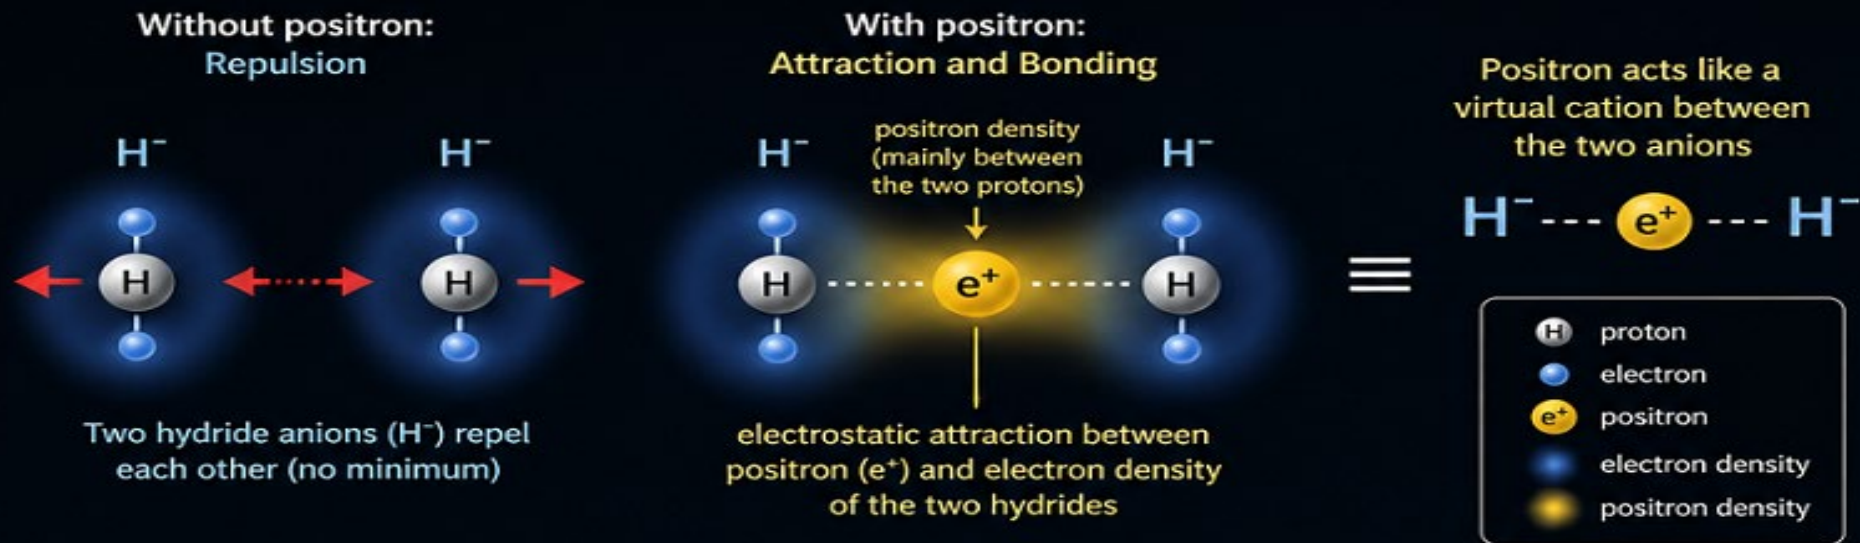 Without positron:
Repulsion
H⁻
H⁻
H
H
Two hydride anions (H⁻) repel
each other (no minimum)
With positron:
Attraction and Bonding
positron density
(mainly between
the two protons)
H⁻
H⁻
H
e⁺
H
electrostatic attraction between
positron (e⁺) and electron density
of the two hydrides
≡
Positron acts like a
virtual cation between
the two anions
H⁻ --- e⁺ --- H⁻
H proton
electron
e⁺ positron
electron density
positron density